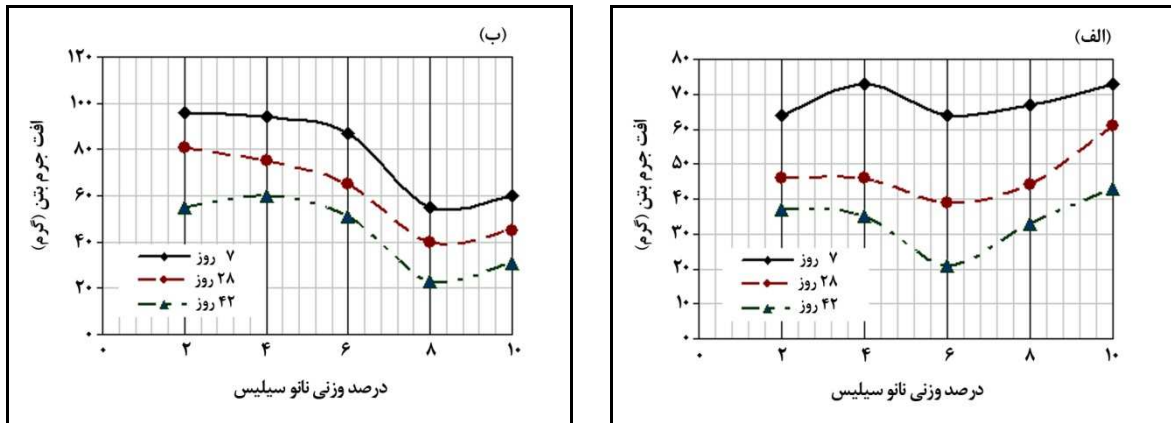 (الف)
افت جرم بتن (گرم)
۸۰
۷۰
۶۰
۵۰
۴۰
۳۰
۲۰
۱۰
۰
۷ روز
۲۸ روز
۴۲ روز
۰ ۲ ۴ ۶ ۸ ۱۰
درصد وزنی نانو سیلیس
(ب)
افت جرم بتن (گرم)
۱۲۰
۱۰۰
۸۰
۶۰
۴۰
۲۰
۰
۷ روز
۲۸ روز
۴۲ روز
۰ ۲ ۴ ۶ ۸ ۱۰
درصد وزنی نانو سیلیس